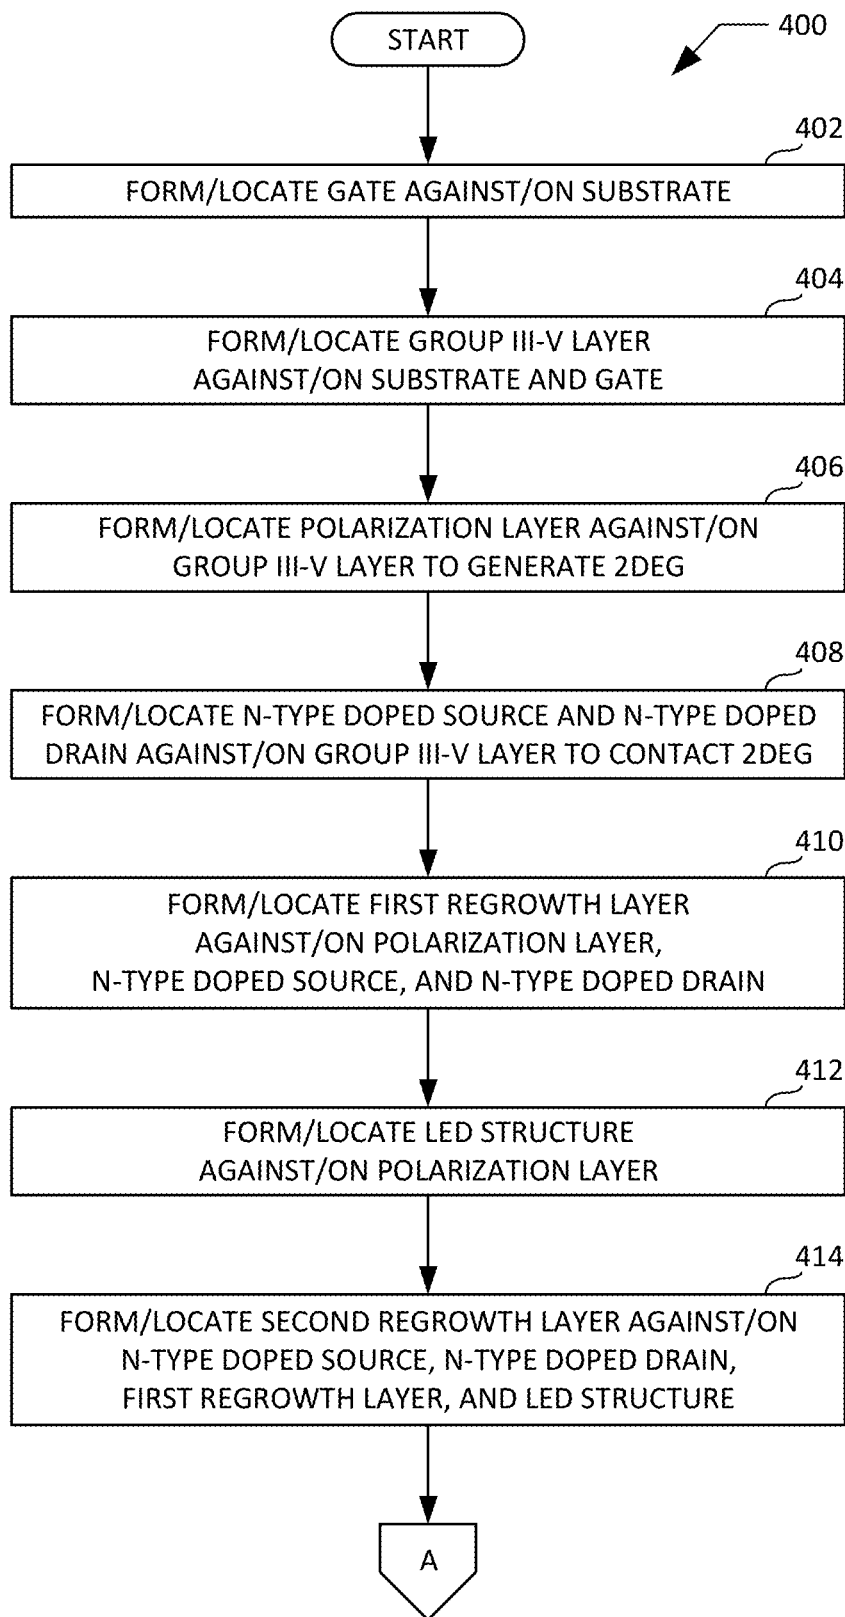 START
400
402
FORM/LOCATE GATE AGAINST/ON SUBSTRATE
404
FORM/LOCATE GROUP III-V LAYER
AGAINST/ON SUBSTRATE AND GATE
406
FORM/LOCATE POLARIZATION LAYER AGAINST/ON
GROUP III-V LAYER TO GENERATE 2DEG
408
FORM/LOCATE N-TYPE DOPED SOURCE AND N-TYPE DOPED
DRAIN AGAINST/ON GROUP III-V LAYER TO CONTACT 2DEG
410
FORM/LOCATE FIRST REGROWTH LAYER
AGAINST/ON POLARIZATION LAYER,
N-TYPE DOPED SOURCE, AND N-TYPE DOPED DRAIN
412
FORM/LOCATE LED STRUCTURE
AGAINST/ON POLARIZATION LAYER
414
FORM/LOCATE SECOND REGROWTH LAYER AGAINST/ON
N-TYPE DOPED SOURCE, N-TYPE DOPED DRAIN,
FIRST REGROWTH LAYER, AND LED STRUCTURE
A